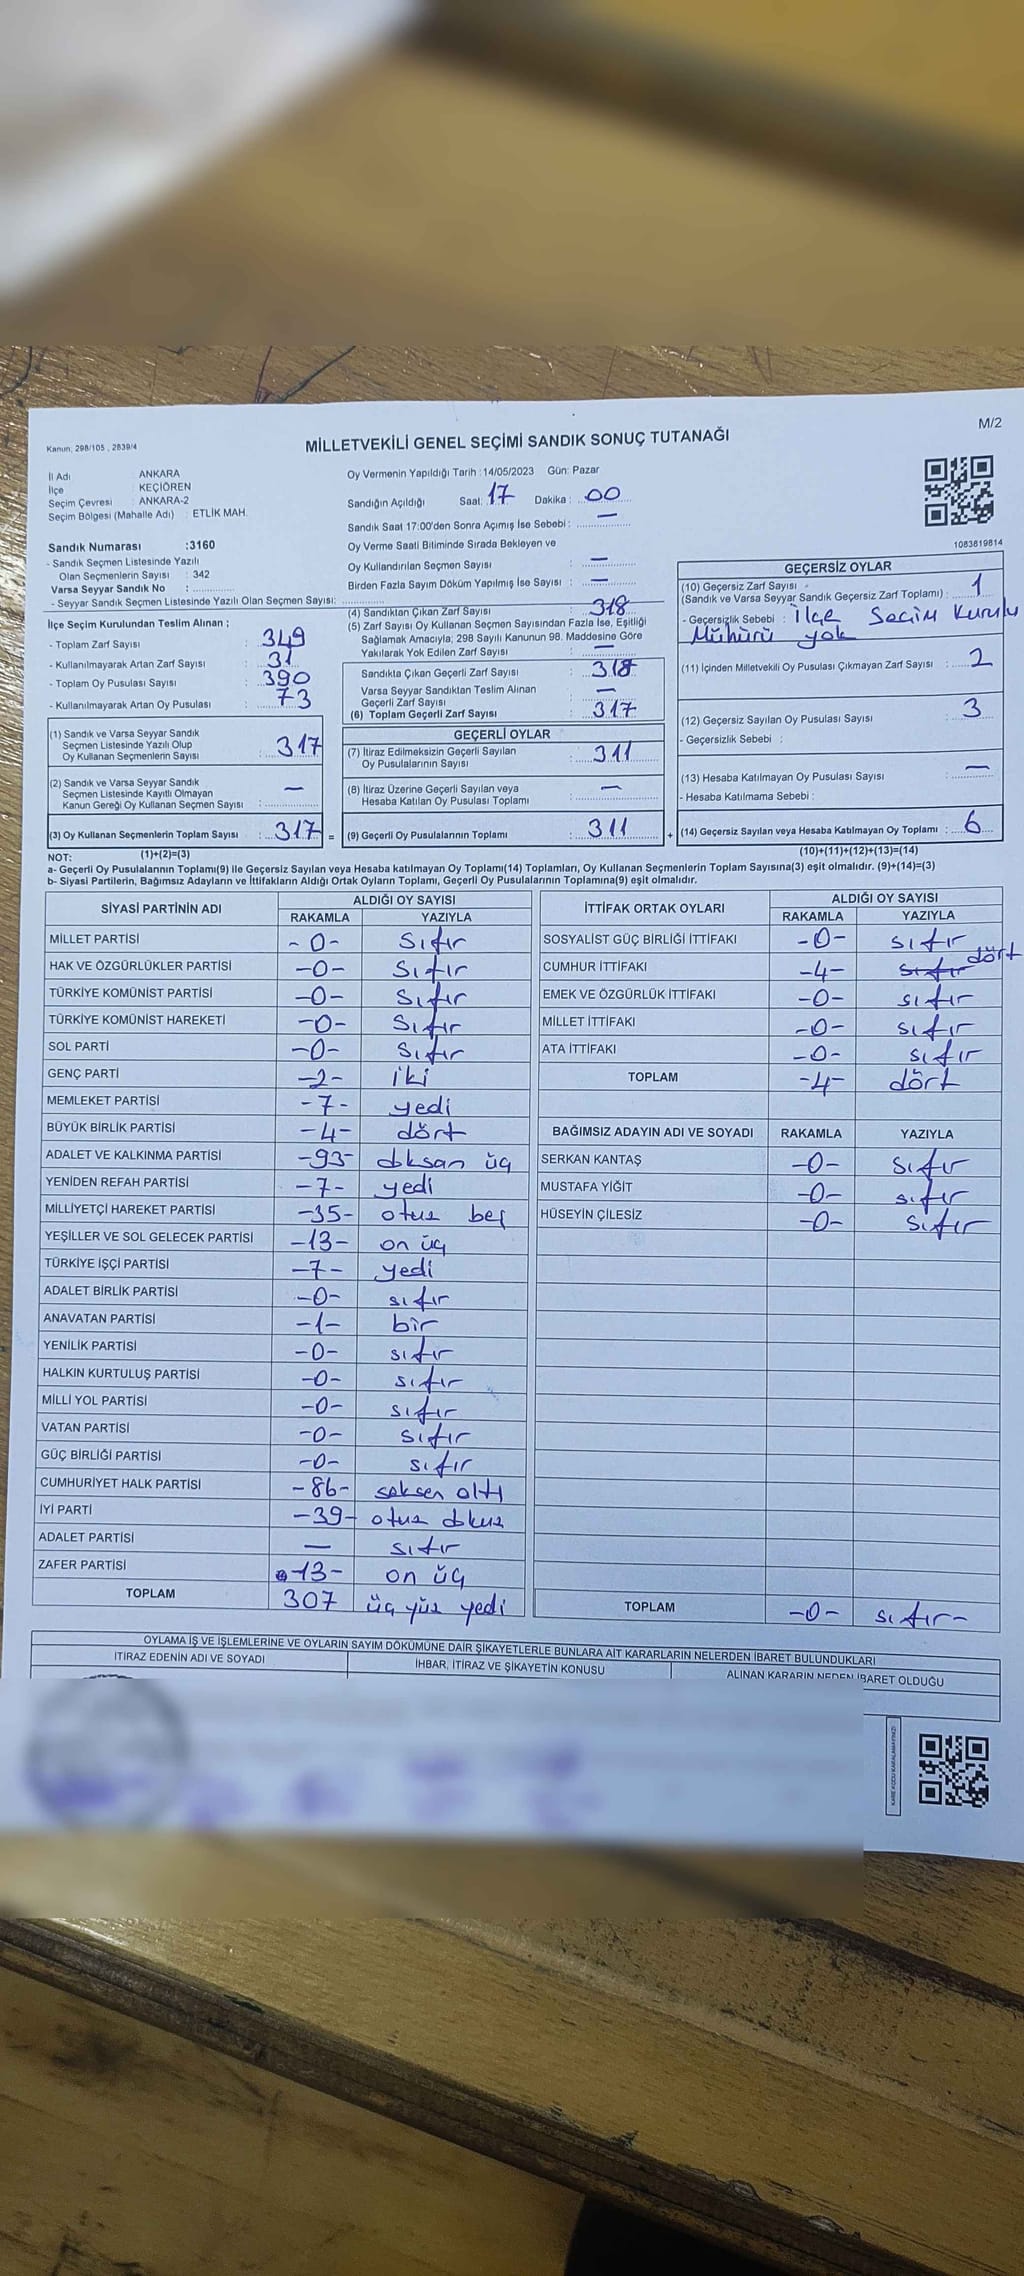 Kanun: 298/105 , 2839/4
MİLLETVEKİLİ GENEL SEÇİMİ SANDIK SONUÇ TUTANAĞI
M/2
İl Adı : ANKARA
İlçe : KEÇİÖREN
Seçim Çevresi : ANKARA-2
Seçim Bölgesi (Mahalle Adı) : ETLİK MAH.
Sandık Numarası :3160
- Sandık Seçmen Listesinde Yazılı
Olan Seçmenlerin Sayısı : 342
Varsa Seyyar Sandık No :
- Seyyar Sandık Seçmen Listesinde Yazılı Olan Seçmen Sayısı:
İlçe Seçim Kurulundan Teslim Alınan ;
- Toplam Zarf Sayısı : 349
- Kullanılmayarak Artan Zarf Sayısı : 31
- Toplam Oy Pusulası Sayısı : 390
- Kullanılmayarak Artan Oy Pusulası : 73
(1) Sandık ve Varsa Seyyar Sandık
Seçmen Listesinde Yazılı Olup
Oy Kullanan Seçmenlerin Sayısı : 317
(2) Sandık ve Varsa Seyyar Sandık
Seçmen Listesinde Kayıtlı Olmayan
Kanun Gereği Oy Kullanan Seçmen Sayısı : —
(3) Oy Kullanan Seçmenlerin Toplam Sayısı : 317 =
(1)+(2)=(3)
Oy Vermenin Yapıldığı Tarih :14/05/2023 Gün: Pazar
Sandığın Açıldığı Saat: 17 Dakika : 00
Sandık Saat 17:00'den Sonra Açımış İse Sebebi : —
Oy Verme Saati Bitiminde Sırada Bekleyen ve
Oy Kullandırılan Seçmen Sayısı : —
Birden Fazla Sayım Döküm Yapılmış İse Sayısı : —
(4) Sandıktan Çıkan Zarf Sayısı : 318
(5) Zarf Sayısı Oy Kullanan Seçmen Sayısından Fazla İse, Eşitliği
Sağlamak Amacıyla; 298 Sayılı Kanunun 98. Maddesine Göre
Yakılarak Yok Edilen Zarf Sayısı : —
Sandıkta Çıkan Geçerli Zarf Sayısı : 318
Varsa Seyyar Sandıktan Teslim Alınan
Geçerli Zarf Sayısı : —
(6) Toplam Geçerli Zarf Sayısı : 317
GEÇERLİ OYLAR
(7) İtiraz Edilmeksizin Geçerli Sayılan
Oy Pusulalarının Sayısı : 311
(8) İtiraz Üzerine Geçerli Sayılan veya
Hesaba Katılan Oy Pusulası Toplamı : —
(9) Geçerli Oy Pusulalarının Toplamı : 311 +
1083819814
GEÇERSİZ OYLAR
(10) Geçersiz Zarf Sayısı
(Sandık ve Varsa Seyyar Sandık Geçersiz Zarf Toplamı) : 1
- Geçersizlik Sebebi : İlçe Seçim Kurulu
Mühürü yok
(11) İçinden Milletvekili Oy Pusulası Çıkmayan Zarf Sayısı : 2
(12) Geçersiz Sayılan Oy Pusulası Sayısı : 3
- Geçersizlik Sebebi :
(13) Hesaba Katılmayan Oy Pusulası Sayısı : —
- Hesaba Katılmama Sebebi :
(14) Geçersiz Sayılan veya Hesaba Katılmayan Oy Toplamı : 6
(10)+(11)+(12)+(13)=(14)
NOT:
a- Geçerli Oy Pusulalarının Toplamı(9) ile Geçersiz Sayılan veya Hesaba katılmayan Oy Toplamı(14) Toplamları, Oy Kullanan Seçmenlerin Toplam Sayısına(3) eşit olmalıdır. (9)+(14)=(3)
b- Siyasi Partilerin, Bağımsız Adayların ve İttifakların Aldığı Ortak Oyların Toplamı, Geçerli Oy Pusulalarının Toplamına(9) eşit olmalıdır.
SİYASİ PARTİNİN ADI ALDIĞI OY SAYISI
RAKAMLA YAZIYLA
MİLLET PARTİSİ -0- Sıfır
HAK VE ÖZGÜRLÜKLER PARTİSİ -0- Sıfır
TÜRKİYE KOMÜNİST PARTİSİ -0- Sıfır
TÜRKİYE KOMÜNİST HAREKETİ -0- Sıfır
SOL PARTİ -0- Sıfır
GENÇ PARTİ -2- iki
MEMLEKET PARTİSİ -7- yedi
BÜYÜK BİRLİK PARTİSİ -4- dört
ADALET VE KALKINMA PARTİSİ -93- doksan üç
YENİDEN REFAH PARTİSİ -7- yedi
MİLLİYETÇİ HAREKET PARTİSİ -35- otuz beş
YEŞİLLER VE SOL GELECEK PARTİSİ -13- on üç
TÜRKİYE İŞÇİ PARTİSİ -7- yedi
ADALET BİRLİK PARTİSİ -0- sıfır
ANAVATAN PARTİSİ -1- bir
YENİLİK PARTİSİ -0- sıfır
HALKIN KURTULUŞ PARTİSİ -0- sıfır
MİLLİ YOL PARTİSİ -0- sıfır
VATAN PARTİSİ -0- sıfır
GÜÇ BİRLİĞİ PARTİSİ -0- sıfır
CUMHURİYET HALK PARTİSİ -86- seksen altı
İYİ PARTİ -39- otuz dokuz
ADALET PARTİSİ — sıfır
ZAFER PARTİSİ -13- on üç
TOPLAM 307 üç yüz yedi
İTTİFAK ORTAK OYLARI ALDIĞI OY SAYISI
RAKAMLA YAZIYLA
SOSYALİST GÜÇ BİRLİĞİ İTTİFAKI -0- sıfır
CUMHUR İTTİFAKI -4- sıfır dört
EMEK VE ÖZGÜRLÜK İTTİFAKI -0- sıfır
MİLLET İTTİFAKI -0- sıfır
ATA İTTİFAKI -0- sıfır
TOPLAM -4- dört
BAĞIMSIZ ADAYIN ADI VE SOYADI RAKAMLA YAZIYLA
SERKAN KANTAŞ -0- sıfır
MUSTAFA YİĞİT -0- sıfır
HÜSEYİN ÇİLESİZ -0- sıfır
TOPLAM -0- sıfır-
OYLAMA İŞ VE İŞLEMLERİNE VE OYLARIN SAYIM DÖKÜMÜNE DAİR ŞİKAYETLERLE BUNLARA AİT KARARLARIN NELERDEN İBARET BULUNDUKLARI
İTİRAZ EDENİN ADI VE SOYADI İHBAR, İTİRAZ VE ŞİKAYETİN KONUSU ALINAN KARARIN NEDEN İBARET OLDUĞU